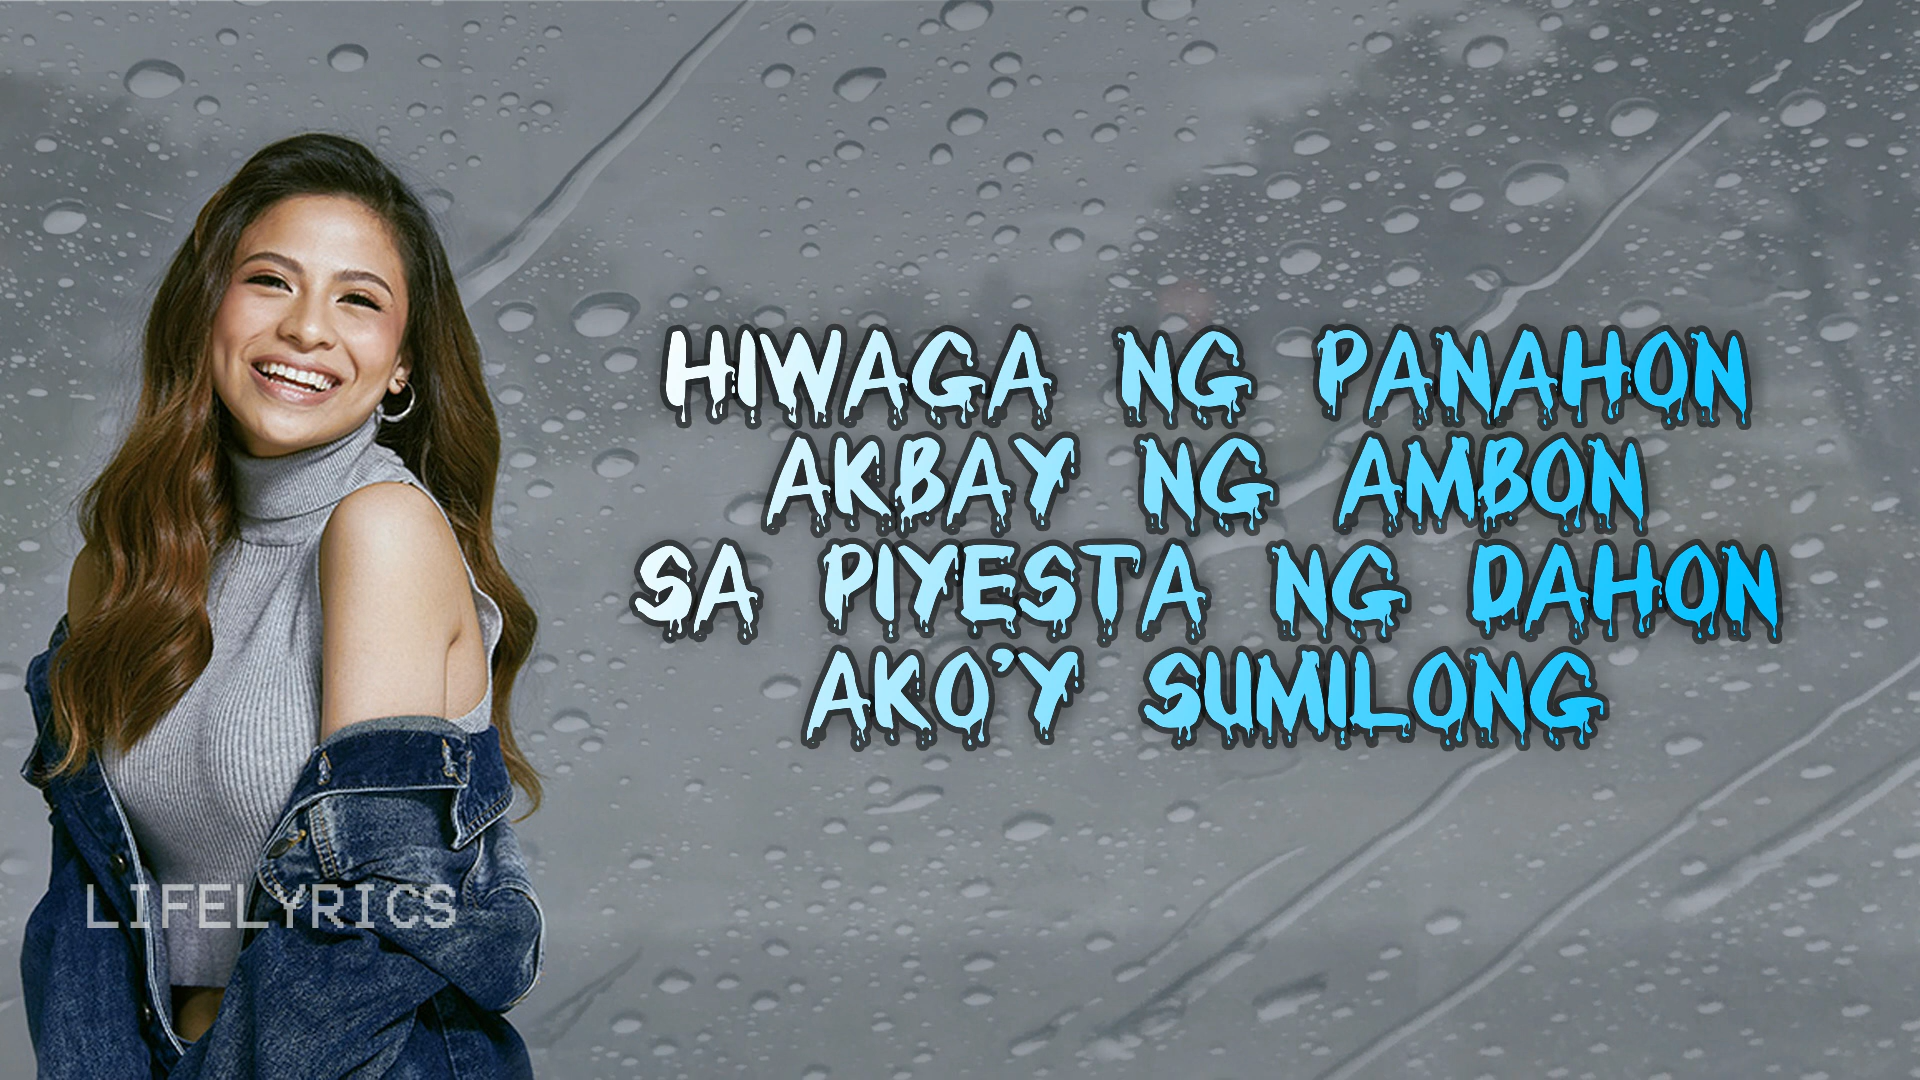 HIWAGA NG PANAHON
AKBAY NG AMBON
SA PIYESTA NG DAHON
AKO'Y SUMILONG
LIFELYRICS